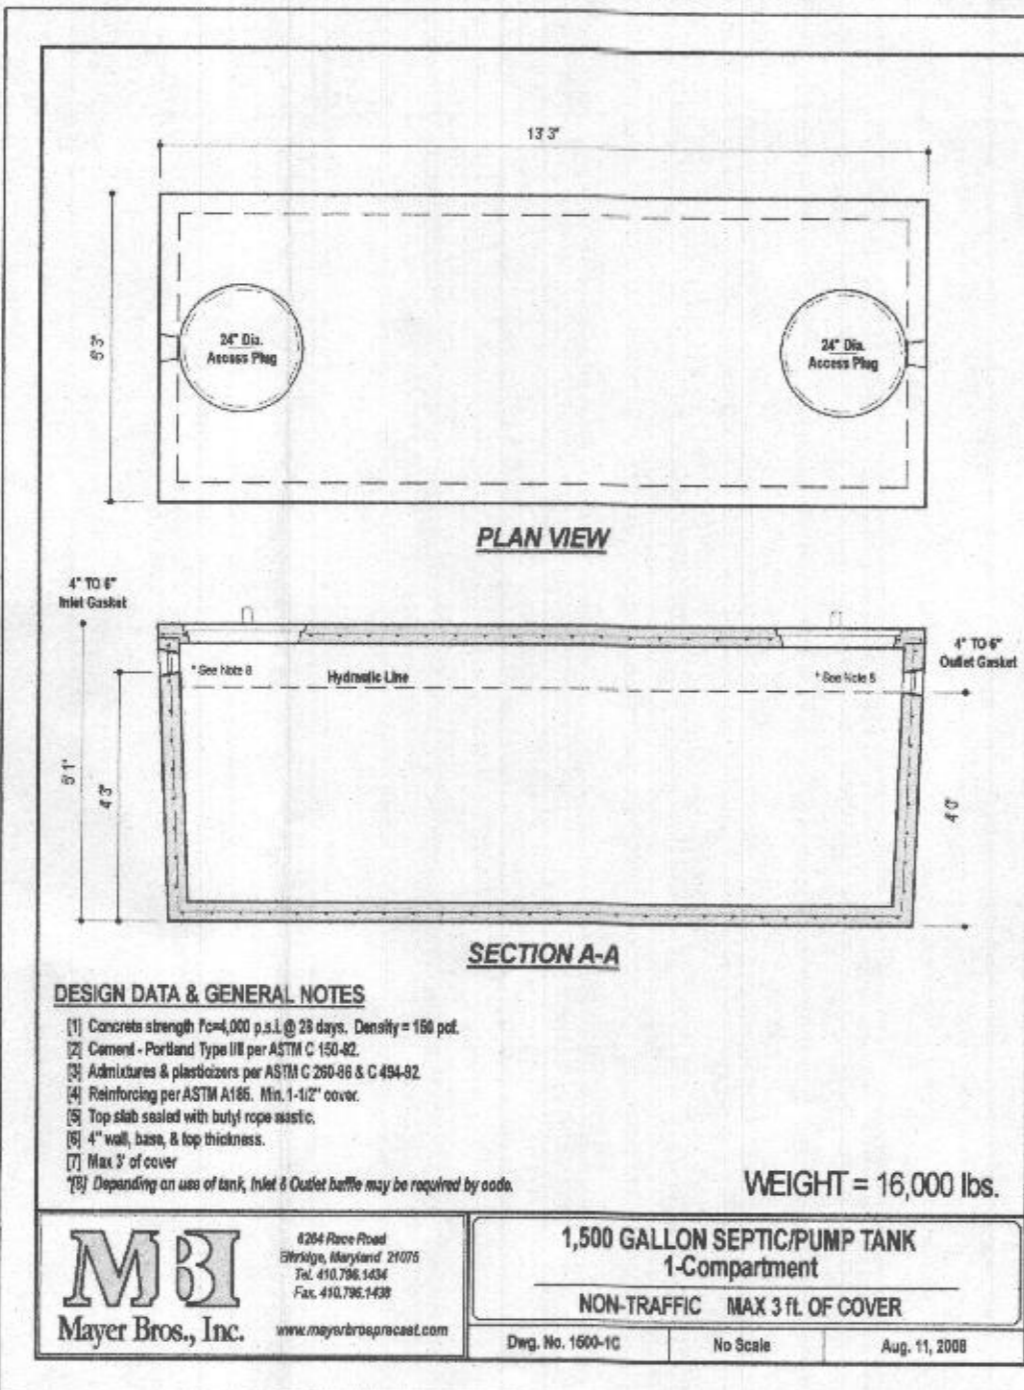 13' 3"
24" Dia.
Access Plug
24" Dia.
Access Plug
PLAN VIEW
4" TO 6"
Inlet Gasket
4" TO 6"
Outlet Gasket
* See Note 8
Hydraulic Line
* See Note
4' 3"
4' 0"
SECTION A-A
DESIGN DATA & GENERAL NOTES
[1] Concrete strength f'c=4,000 p.s.i. @ 28 days. Density = 150 pcf.
[2] Cement - Portland Type I/II per ASTM C 150-92.
[3] Admixtures & plasticizers per ASTM C 260-86 & C 494-92
[4] Reinforcing per ASTM A185. Min. 1-1/2" cover.
[5] Top slab sealed with butyl rope mastic.
[6] 4" wall, base, & top thickness.
[7] Max 3' of cover
*[8] Depending on use of tank, Inlet & Outlet baffle may be required by code.
WEIGHT = 16,000 lbs.
MBI
Mayer Bros., Inc.
6264 Race Road
Elkridge, Maryland 21075
Tel. 410.796.1434
Fax. 410.796.1438
www.mayerbrosprecast.com
1,500 GALLON SEPTIC/PUMP TANK
1-Compartment
NON-TRAFFIC MAX 3 ft. OF COVER
Dwg. No. 1500-1C
No Scale
Aug. 11, 2008